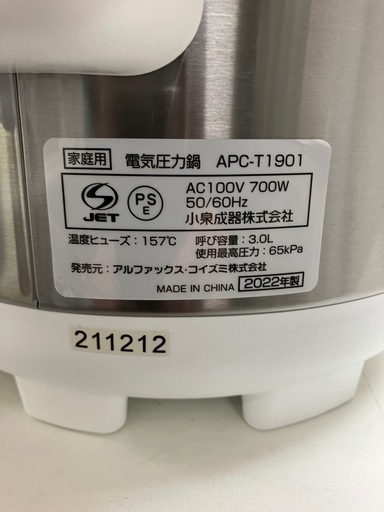 家庭用 電気圧力鍋 APC-T1901
JET
PS
E
AC100V 700W
50/60Hz
小泉成器株式会社
温度ヒューズ：157℃ 呼び容量：3.0L
使用最高圧力：65kPa
発売元：アルファックス・コイズミ株式会社
MADE IN CHINA 2022年製
211212